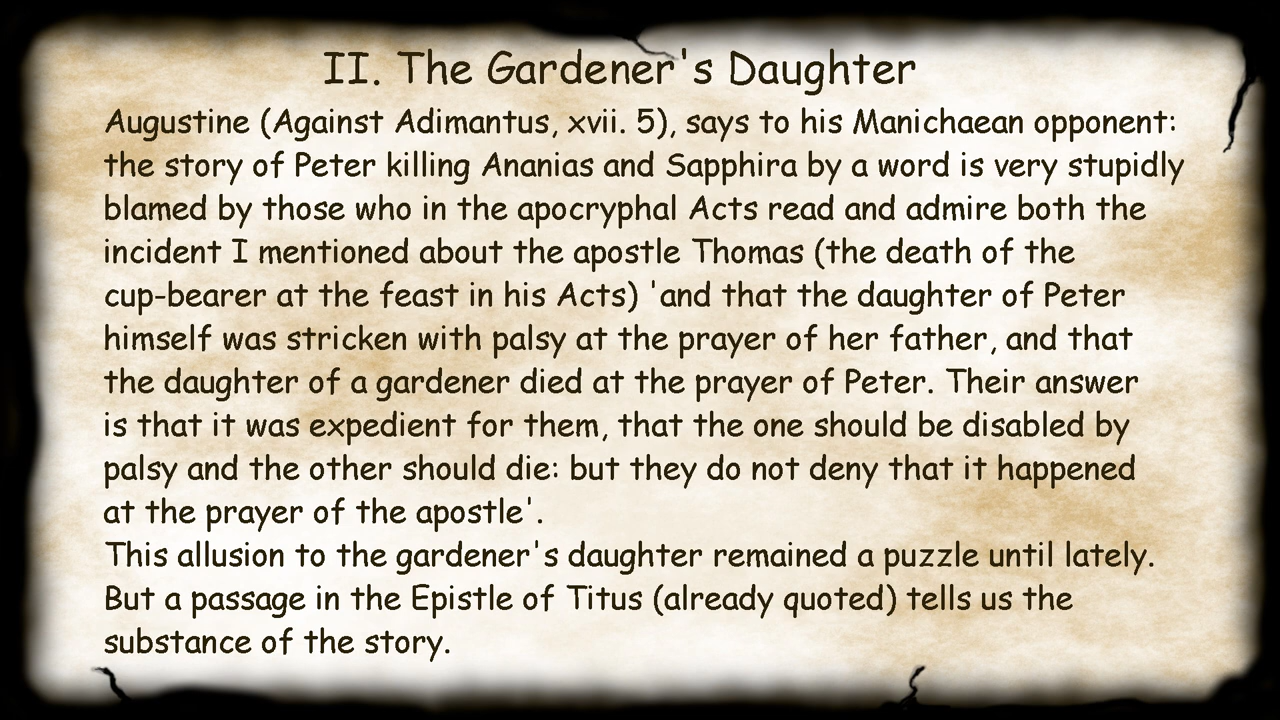 II. The Gardener's Daughter
Augustine (Against Adimantus, xvii. 5), says to his Manichaean opponent:
the story of Peter killing Ananias and Sapphira by a word is very stupidly
blamed by those who in the apocryphal Acts read and admire both the
incident I mentioned about the apostle Thomas (the death of the
cup-bearer at the feast in his Acts) 'and that the daughter of Peter
himself was stricken with palsy at the prayer of her father, and that
the daughter of a gardener died at the prayer of Peter. Their answer
is that it was expedient for them, that the one should be disabled by
palsy and the other should die: but they do not deny that it happened
at the prayer of the apostle'.
This allusion to the gardener's daughter remained a puzzle until lately.
But a passage in the Epistle of Titus (already quoted) tells us the
substance of the story.